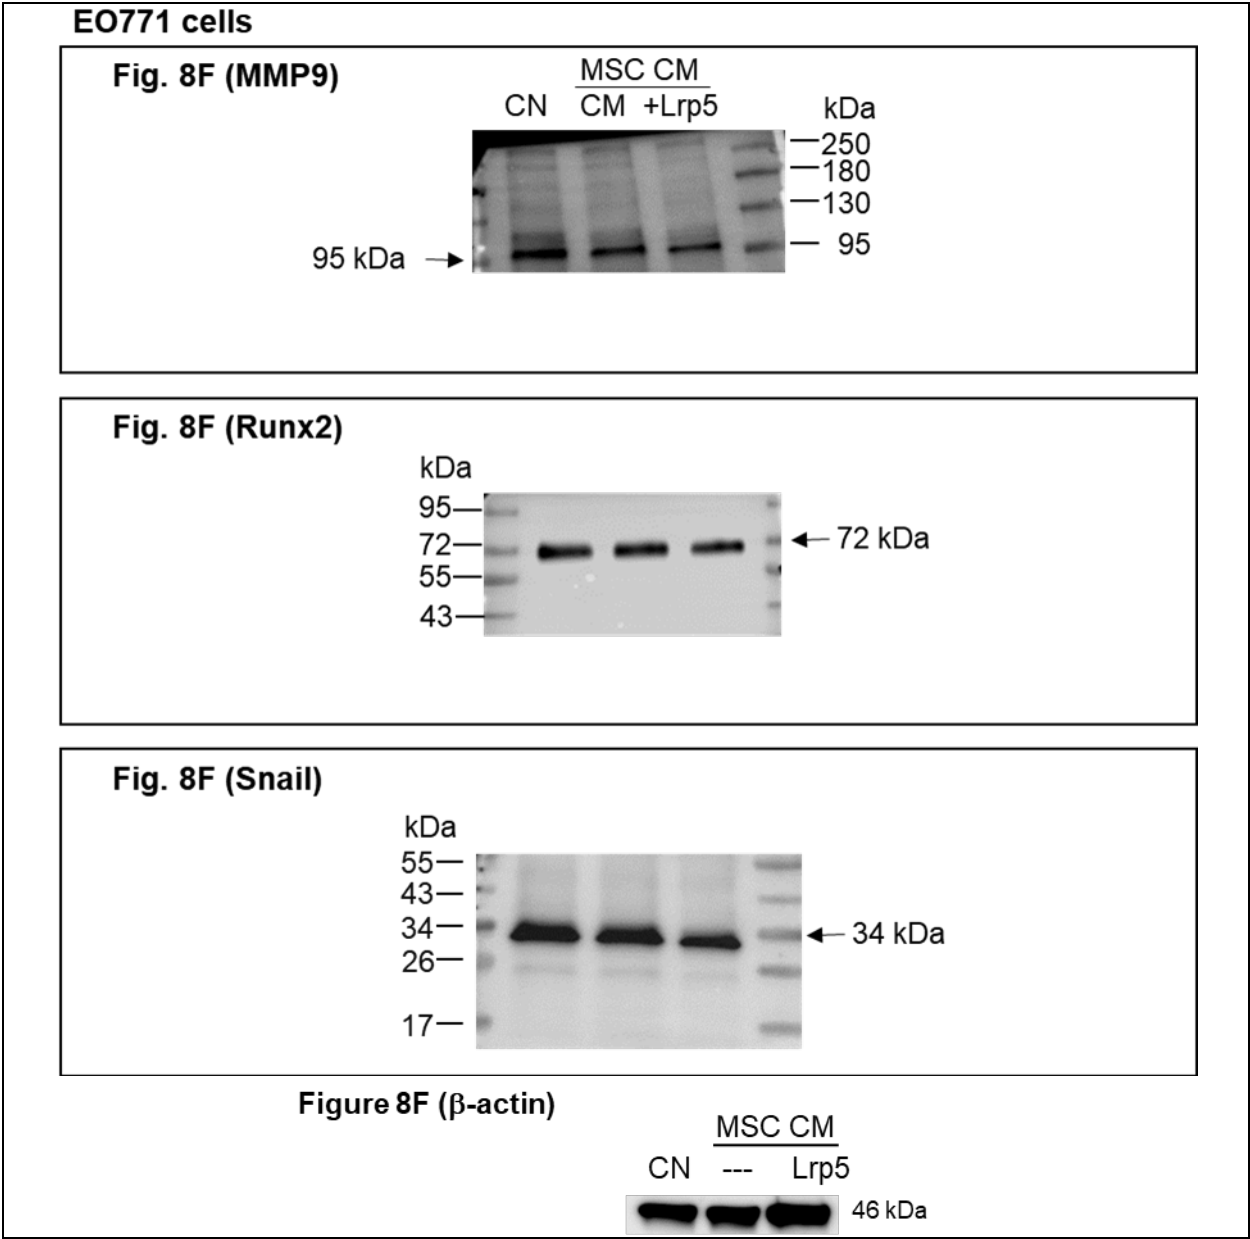 EO771 cells
Fig. 8F (MMP9)
MSC CM
CN CM +Lrp5
kDa
250
180
130
95
95 kDa
Fig. 8F (Runx2)
kDa
95
72
55
43
72 kDa
Fig. 8F (Snail)
kDa
55
43
34
26
17
34 kDa
Figure 8F (β-actin)
MSC CM
CN --- Lrp5
46 kDa